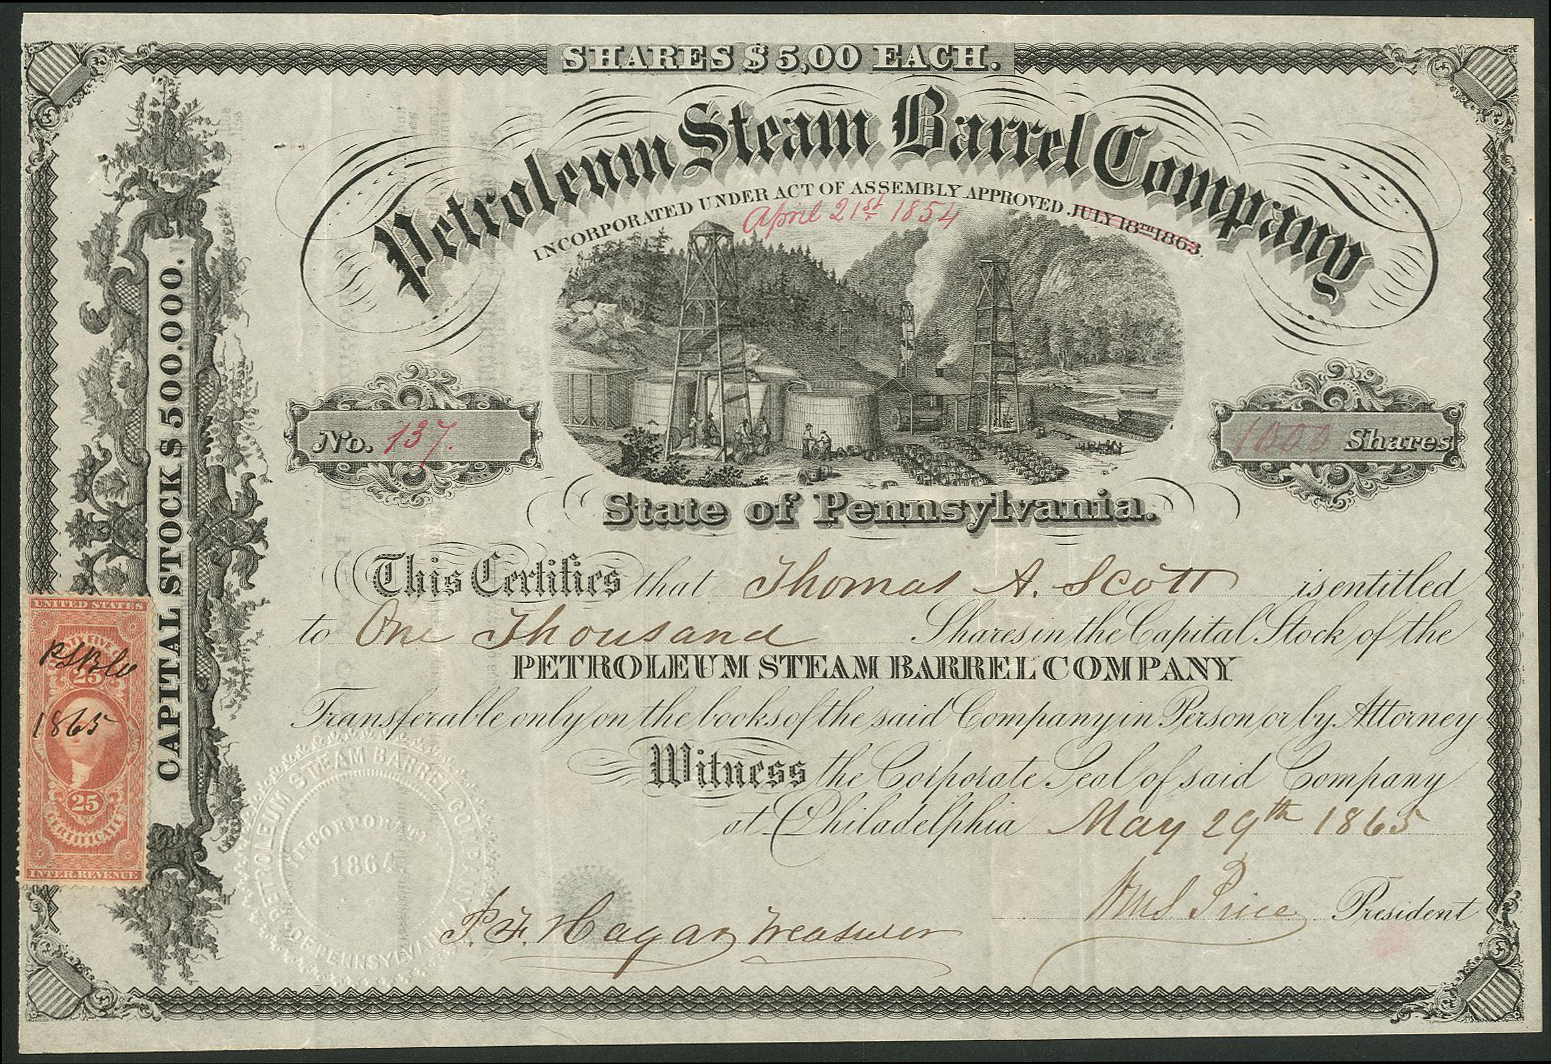 SHARES $5,00 EACH.
Petroleum Steam Barrel Company
INCORPORATED UNDER ACT OF ASSEMBLY APPROVED JULY 18TH 1863
April 21st 1854
CAPITAL STOCK $500,000.
No. 137.
1000 Shares
State of Pennsylvania.
This Certifies that Thomas A. Scott is entitled
to One Thousand Shares in the Capital Stock of the
PETROLEUM STEAM BARREL COMPANY
Transferable only on the books of the said Company in Person or by Attorney
Witness the Corporate Seal of said Company
at Philadelphia May 29th 1865
Wm S. Price President
P. F. Hagar Treasurer
UNITED STATES
25
1865
25
CERTIFICATE
INTER. REVENUE
PETROLEUM STEAM BARREL COMPANY
INCORPORATED
1864
OF PENNSYLVANIA